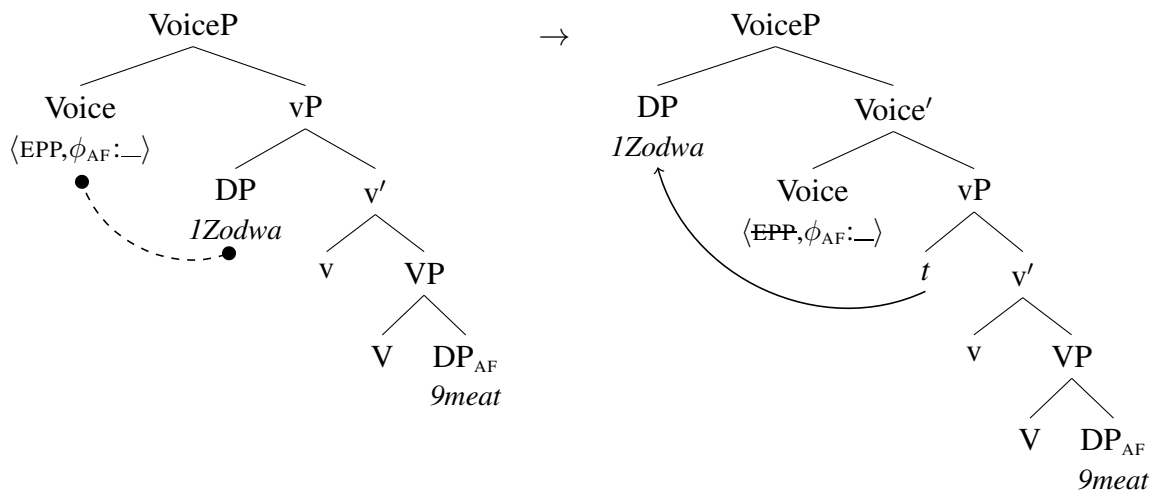 VoiceP → VoiceP
Voice vP DP Voice′
⟨EPP,ϕAF:__⟩ 1Zodwa
DP v′ Voice vP
1Zodwa ⟨EPP,ϕAF:__⟩
v VP t v′
V DPAF v VP
9meat
V DPAF
9meat